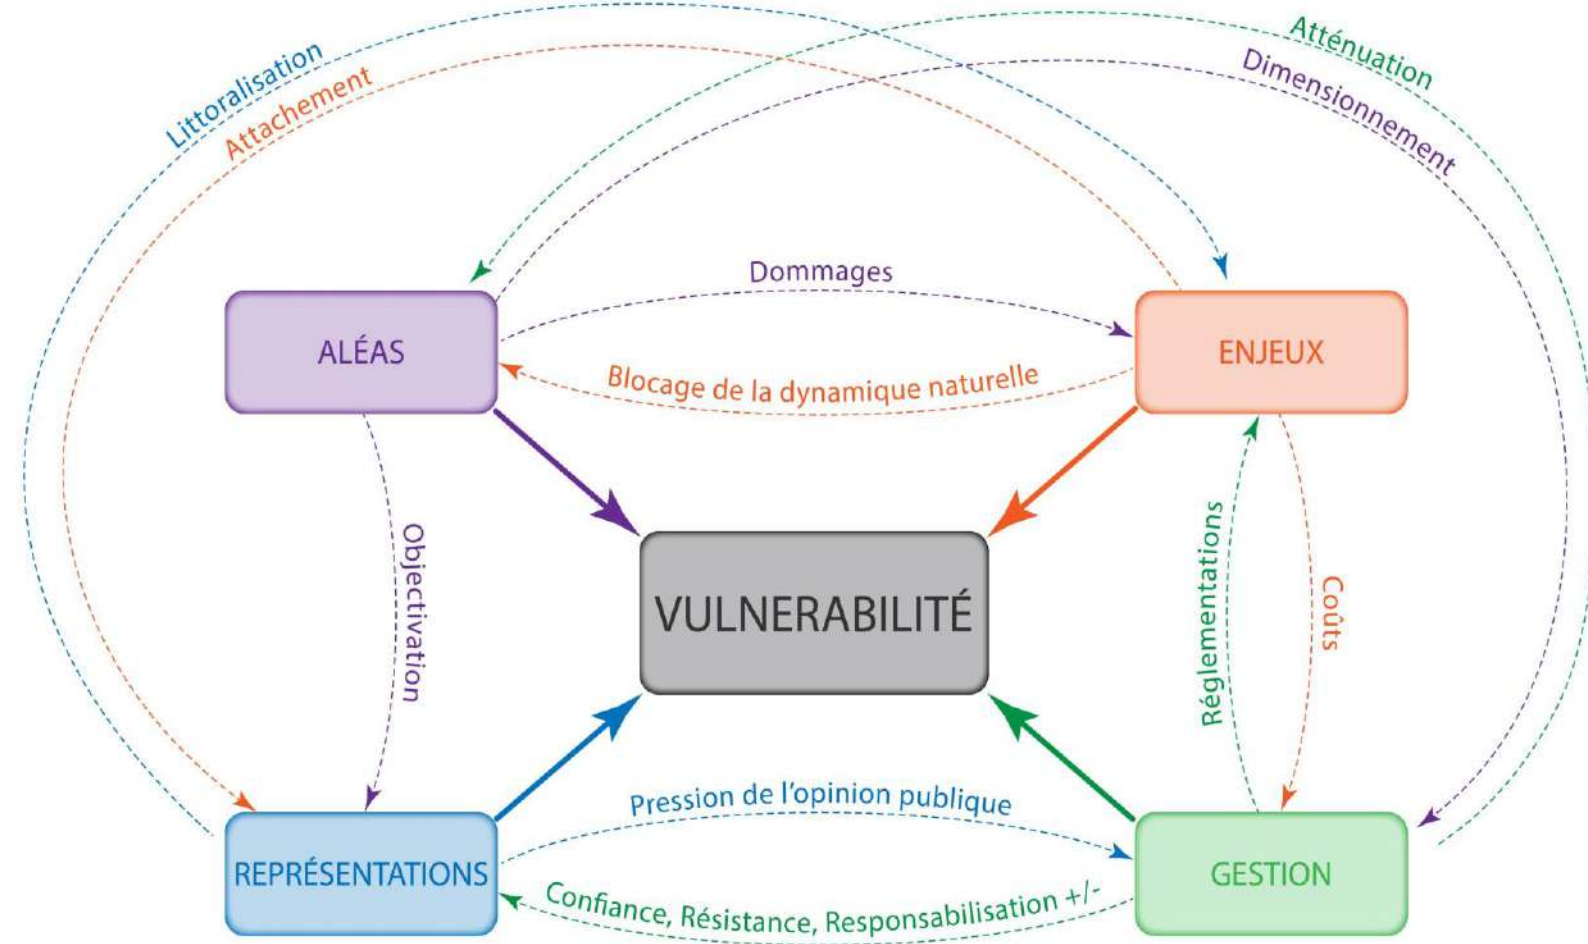 Littoralisation
Attachement
Atténuation
Dimensionnement
Dommages
ALÉAS
ENJEUX
Blocage de la dynamique naturelle
Objectivation
VULNERABILITÉ
Réglementations
Coûts
Pression de l'opinion publique
REPRÉSENTATIONS
GESTION
Confiance, Résistance, Responsabilisation +/-